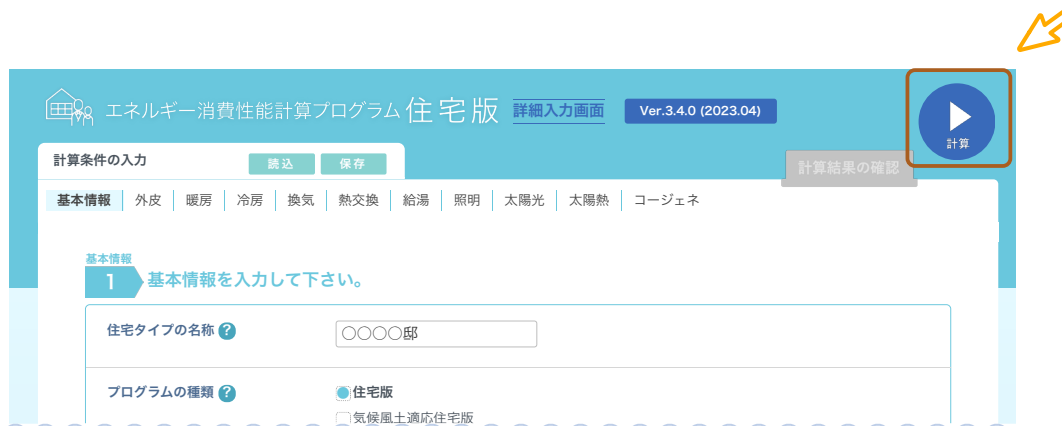 エネルギー消費性能計算プログラム 住宅版 詳細入力画面 Ver.3.4.0 (2023.04)
計算
計算条件の入力 読込 保存
計算結果の確認
基本情報 外皮 暖房 冷房 換気 熱交換 給湯 照明 太陽光 太陽熱 コージェネ
基本情報
1 基本情報を入力して下さい。
住宅タイプの名称 ? 〇〇〇〇邸
プログラムの種類 ? 住宅版
気候風土適応住宅版